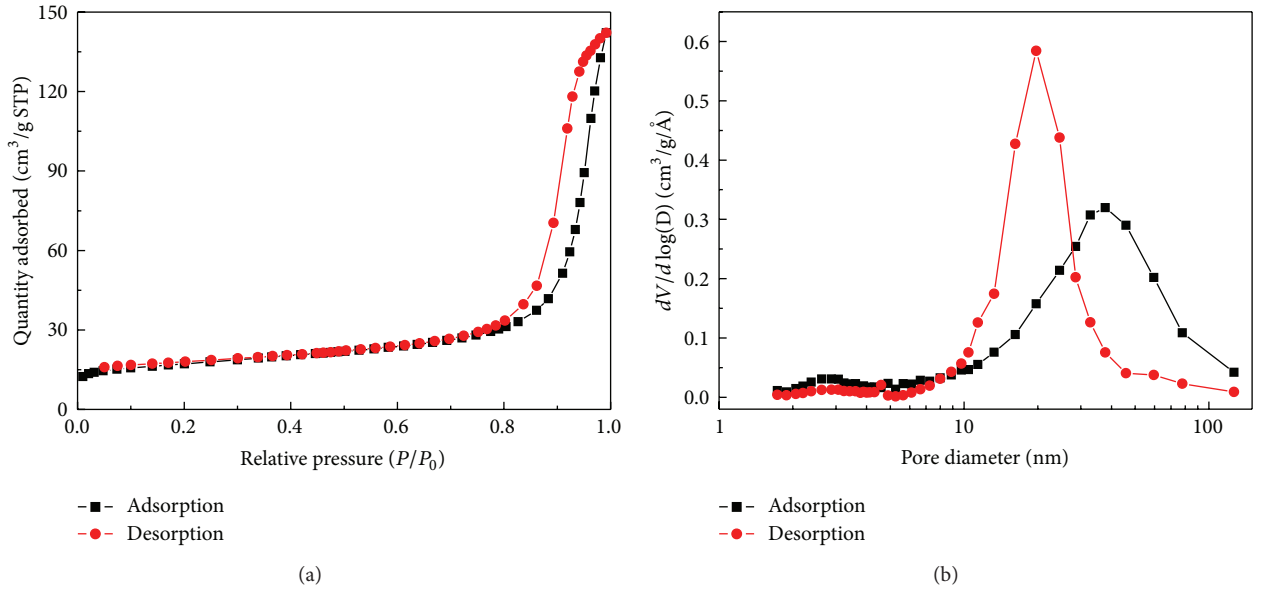 150
120
90
60
30
0
Quantity adsorbed (cm³/g STP)
0.0 0.2 0.4 0.6 0.8 1.0
Relative pressure (P/P₀)
Adsorption
Desorption
(a)
0.6
0.5
0.4
0.3
0.2
0.1
0.0
dV/d log(D) (cm³/g/Å)
1 10 100
Pore diameter (nm)
Adsorption
Desorption
(b)